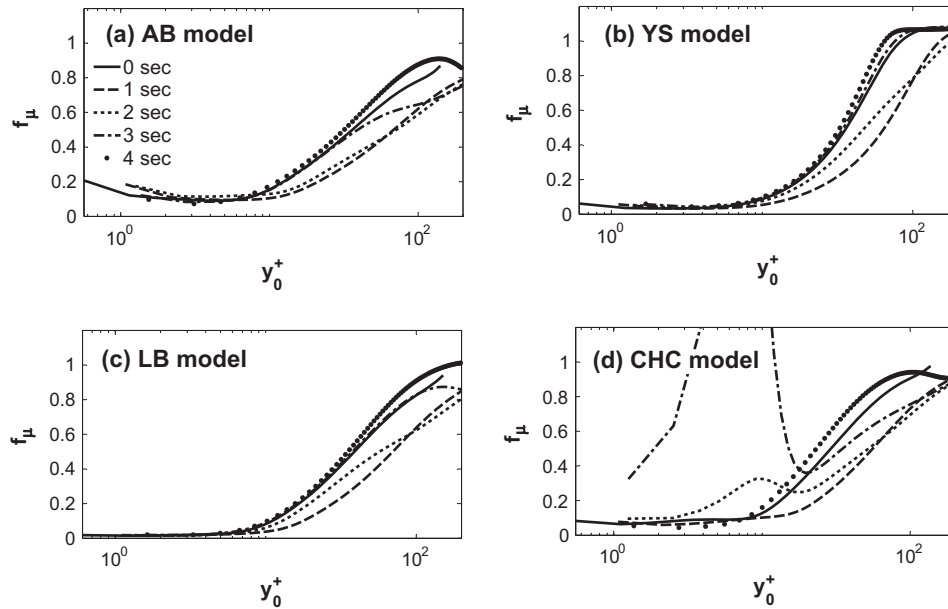 (a) AB model
0 sec
1 sec
2 sec
3 sec
4 sec
1
0.8
0.6
0.4
0.2
0
f_μ
10^0
10^2
y_0^+
(b) YS model
1
0.8
0.6
0.4
0.2
0
f_μ
10^0
10^2
y_0^+
(c) LB model
1
0.8
0.6
0.4
0.2
0
f_μ
10^0
10^2
y_0^+
(d) CHC model
1
0.8
0.6
0.4
0.2
0
f_μ
10^0
10^2
y_0^+